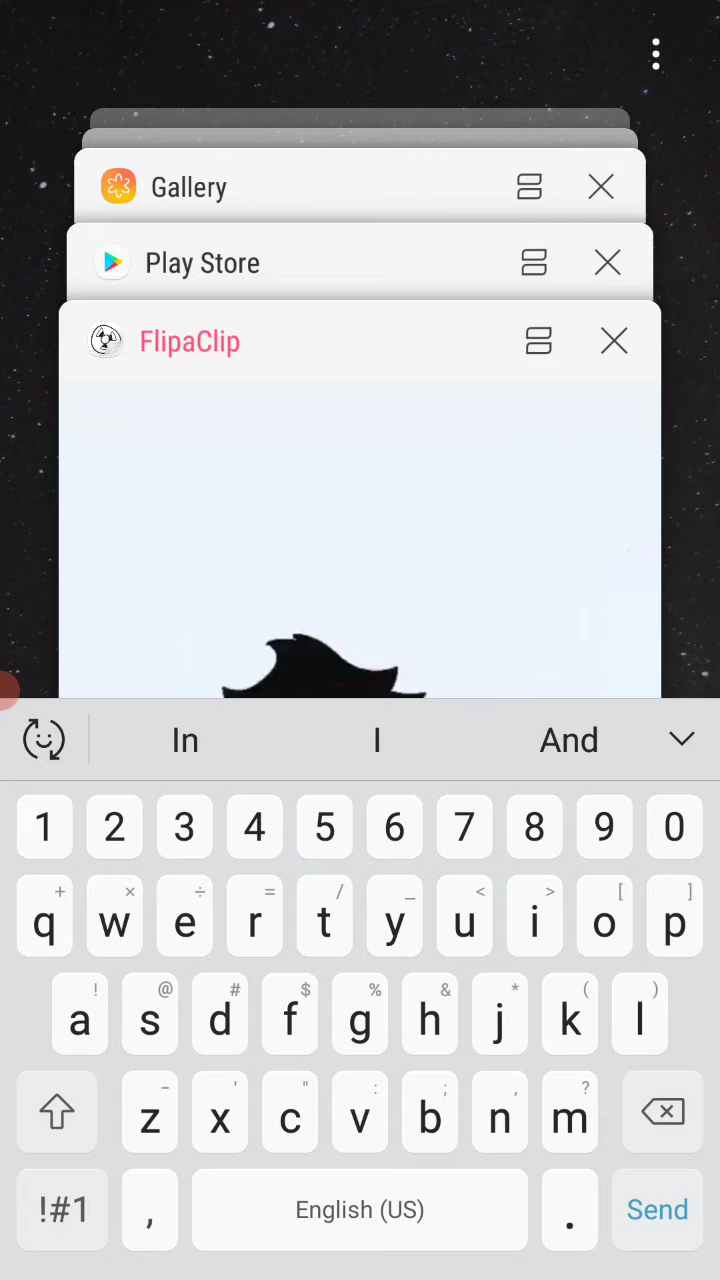 Gallery
Play Store
FlipaClip
In I And
1 2 3 4 5 6 7 8 9 0
+ × ÷ = / _ < > [ ]
q w e r t y u i o p
! @ # $ % & * ( )
a s d f g h j k l
- ' " : ; , ?
z x c v b n m
!#1 , English (US) . Send